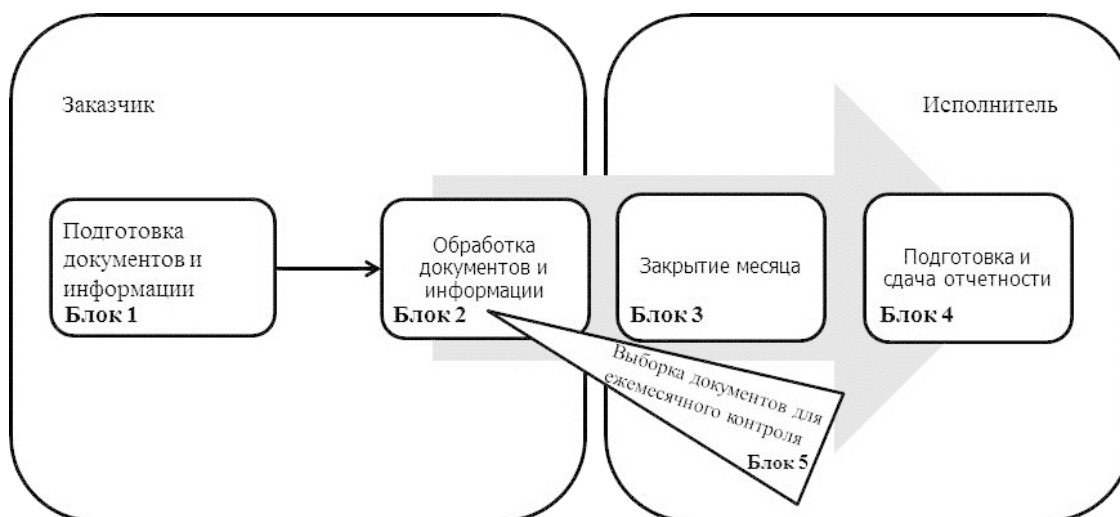 Заказчик
Исполнитель
Подготовка
документов и
информации
Блок 1
Обработка
документов и
информации
Блок 2
Закрытие месяца
Блок 3
Подготовка и
сдача отчетности
Блок 4
Выборка документов для
ежемесячного контроля
Блок 5